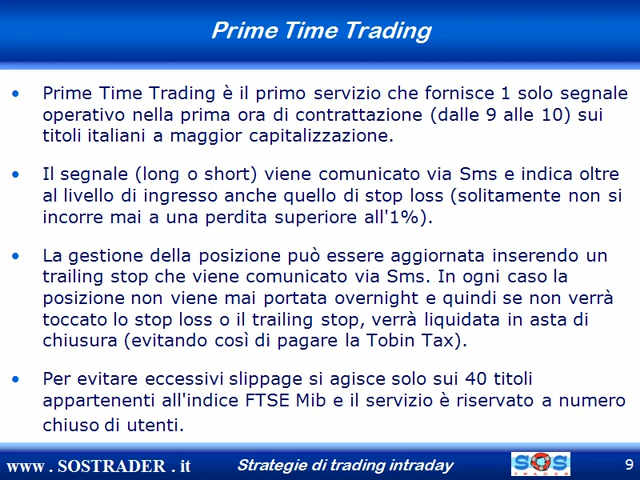 Prime Time Trading
Prime Time Trading è il primo servizio che fornisce 1 solo segnale
operativo nella prima ora di contrattazione (dalle 9 alle 10) sui
titoli italiani a maggior capitalizzazione.
Il segnale (long o short) viene comunicato via Sms e indica oltre
al livello di ingresso anche quello di stop loss (solitamente non si
incorre mai a una perdita superiore all'1%).
La gestione della posizione può essere aggiornata inserendo un
trailing stop che viene comunicato via Sms. In ogni caso la
posizione non viene mai portata overnight e quindi se non verrà
toccato lo stop loss o il trailing stop, verrà liquidata in asta di
chiusura (evitando così di pagare la Tobin Tax).
Per evitare eccessivi slippage si agisce solo sui 40 titoli
appartenenti all'indice FTSE Mib e il servizio è riservato a numero
chiuso di utenti.
www . SOSTRADER . it
Strategie di trading intraday
SOS
TRADER
9